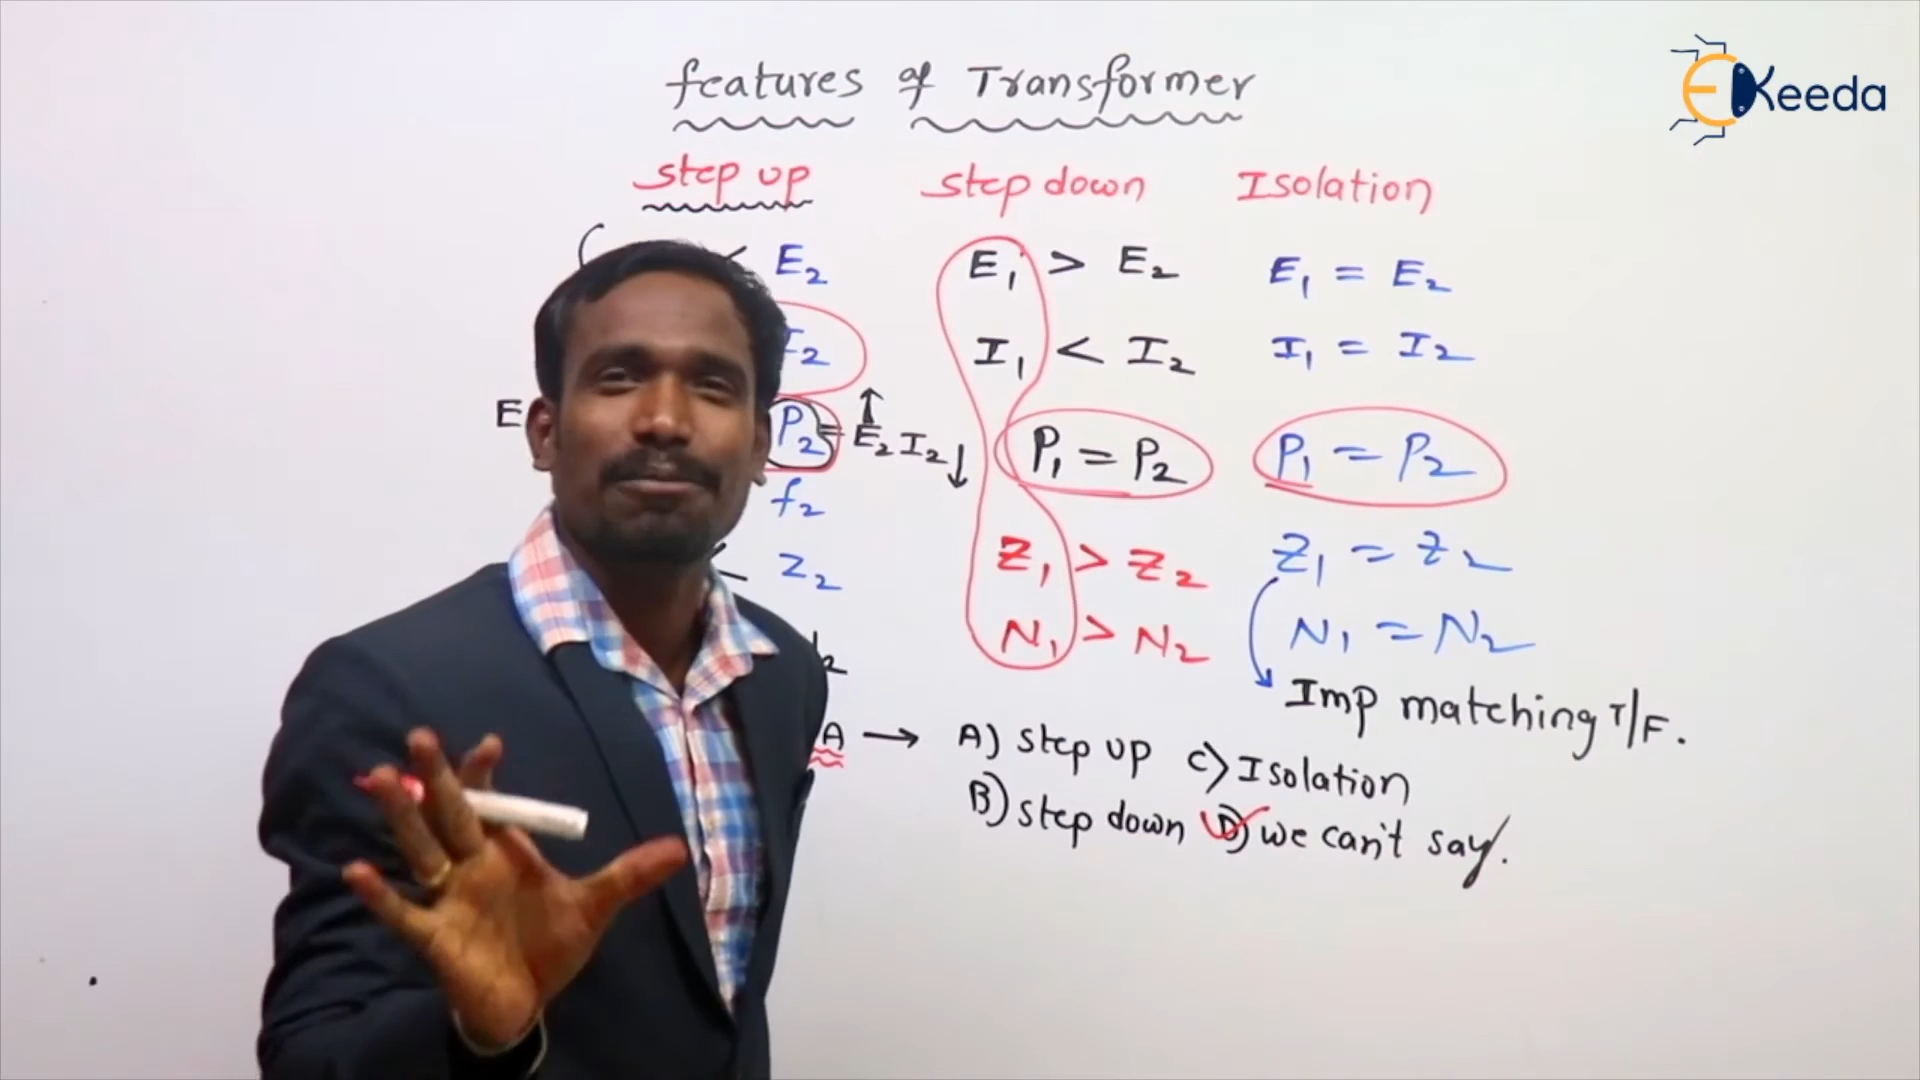 features of Transformer
EKeeda
step up step down Isolation
< E2 E1 > E2 E1 = E2
I2 I1 < I2 I1 = I2
E P2 = E2 I2 ↓ P1 = P2 P1 = P2
f2
< Z2 Z1 > Z2 Z1 = Z2
N1 > N2 N1 = N2
Imp matching T/F.
A → A) step up C) Isolation
B) step down D) we can't say.